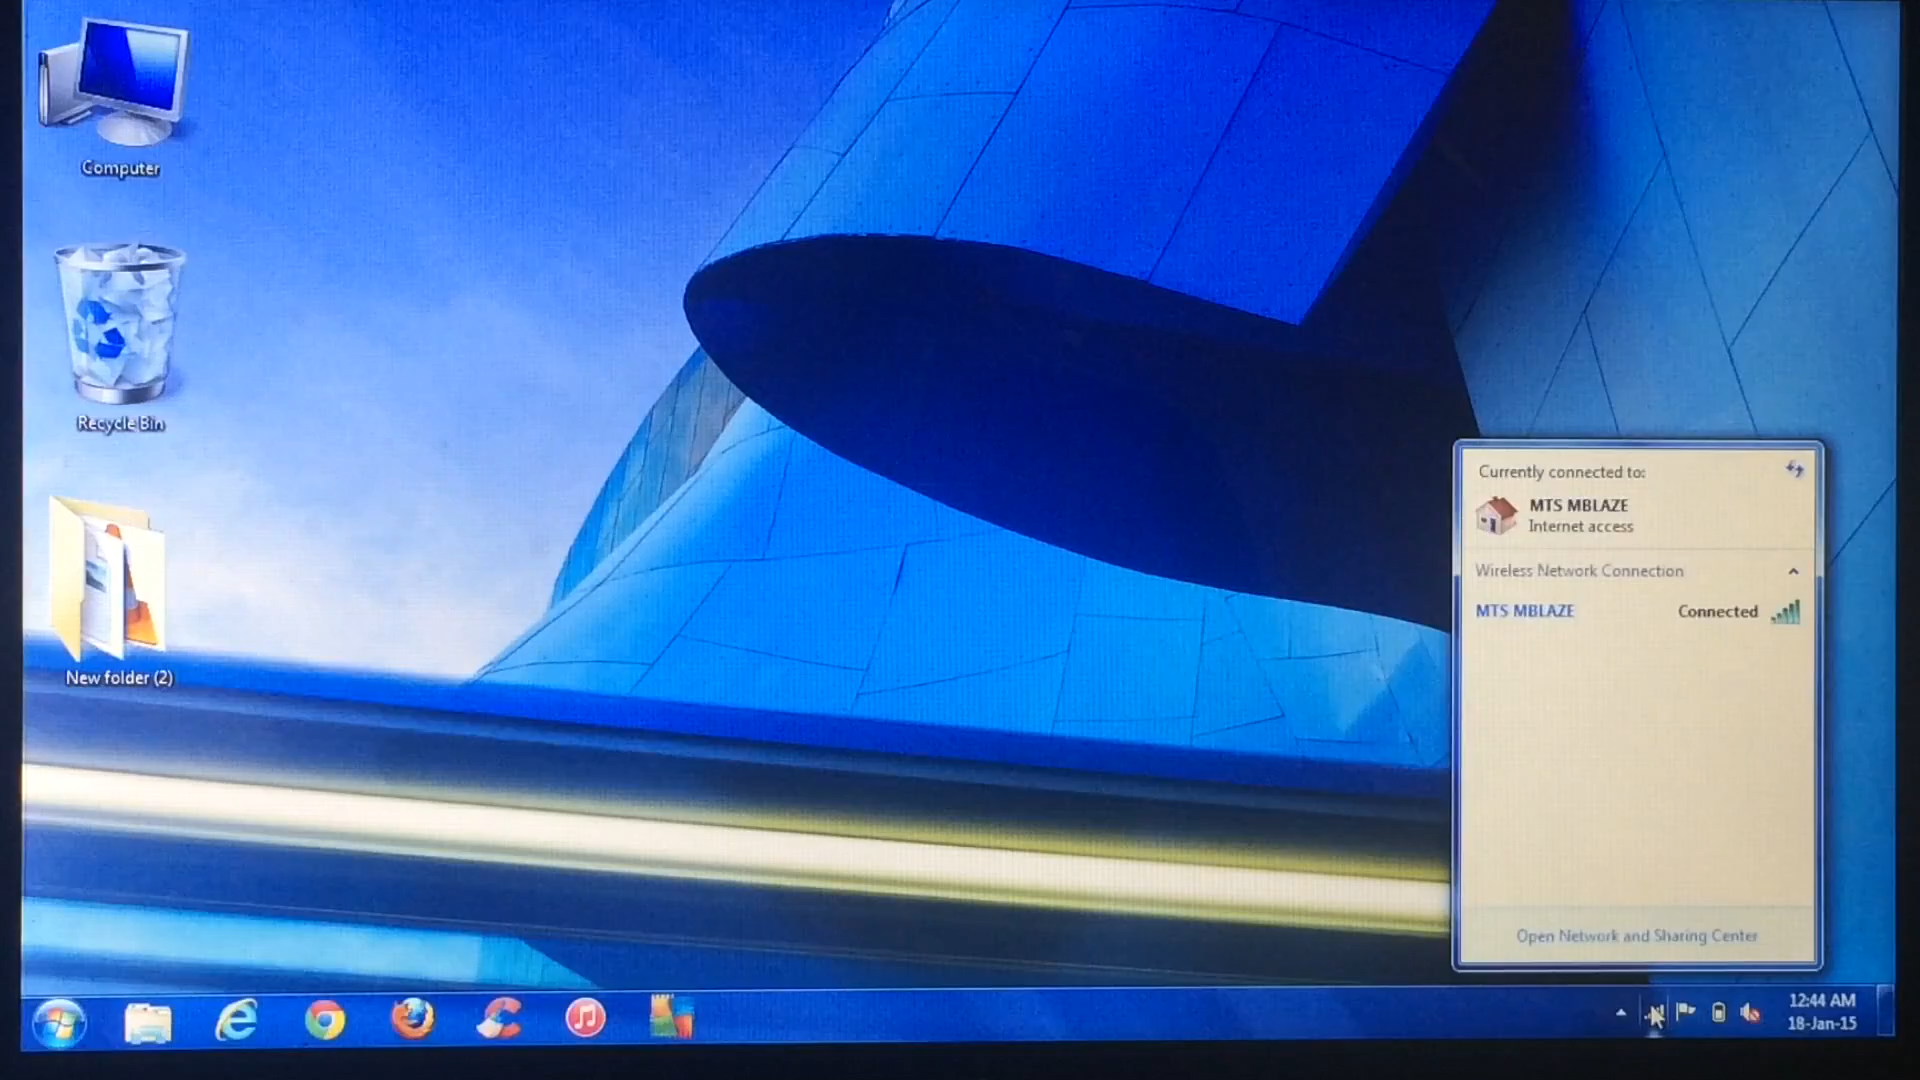 Computer
Recycle Bin
New folder (2)
Currently connected to:
MTS MBLAZE
Internet access
Wireless Network Connection
MTS MBLAZE Connected
Open Network and Sharing Center
12:44 AM
18-Jan-15